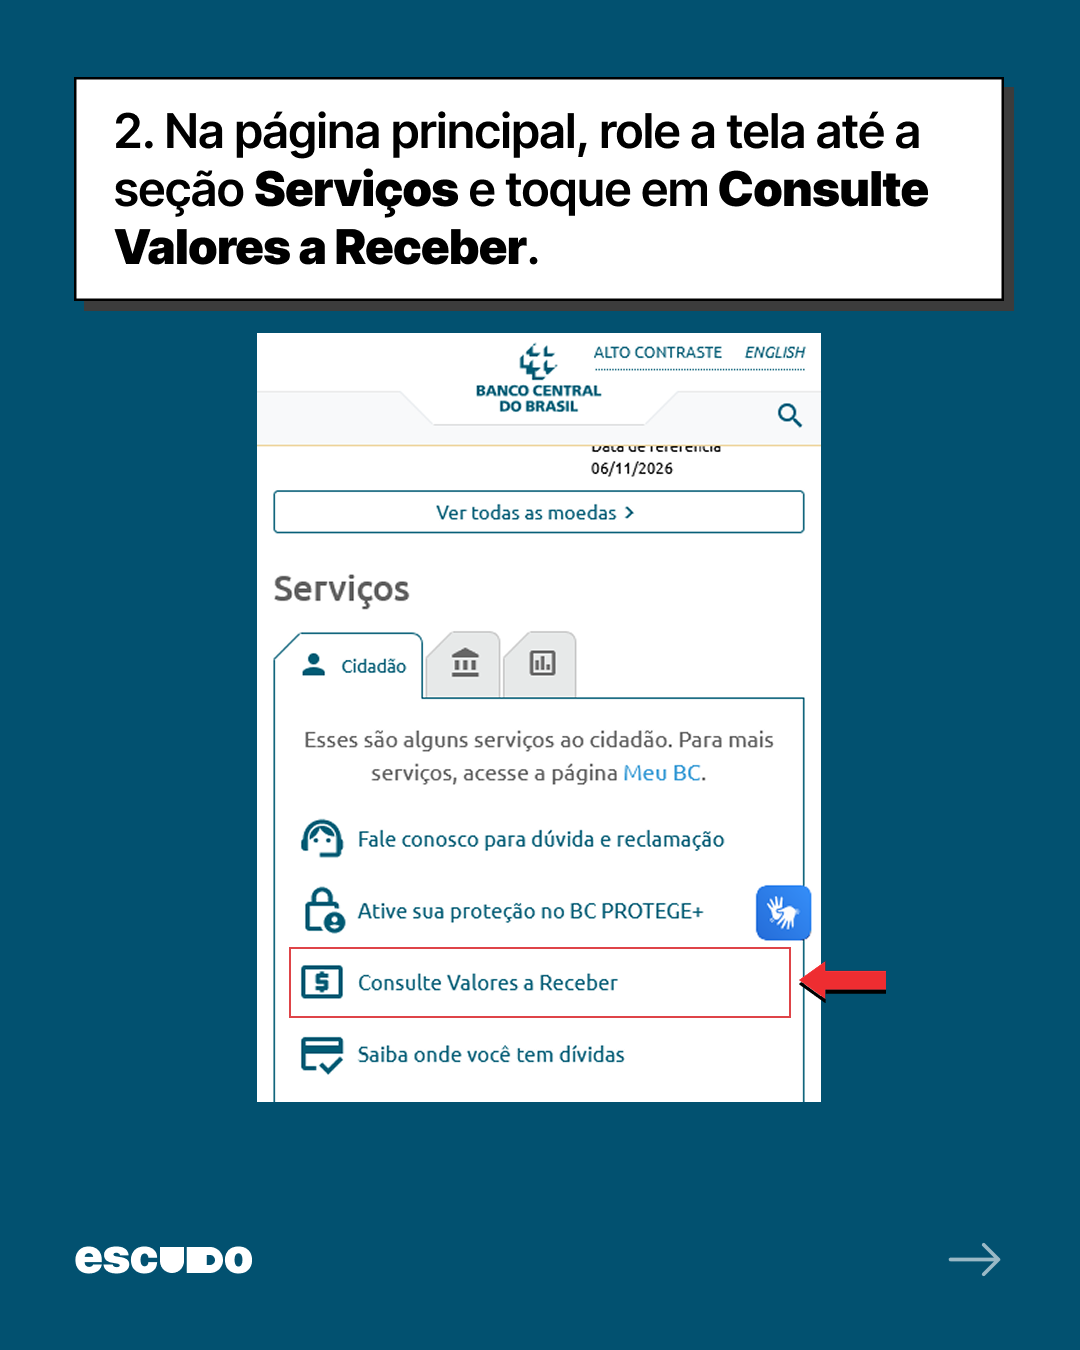 2. Na página principal, role a tela até a
seção Serviços e toque em Consulte
Valores a Receber.
ALTO CONTRASTE ENGLISH
BANCO CENTRAL
DO BRASIL
Data de referência
06/11/2026
Ver todas as moedas >
Serviços
Cidadão
Esses são alguns serviços ao cidadão. Para mais
serviços, acesse a página Meu BC.
Fale conosco para dúvida e reclamação
Ative sua proteção no BC PROTEGE+
Consulte Valores a Receber
Saiba onde você tem dívidas
escudo